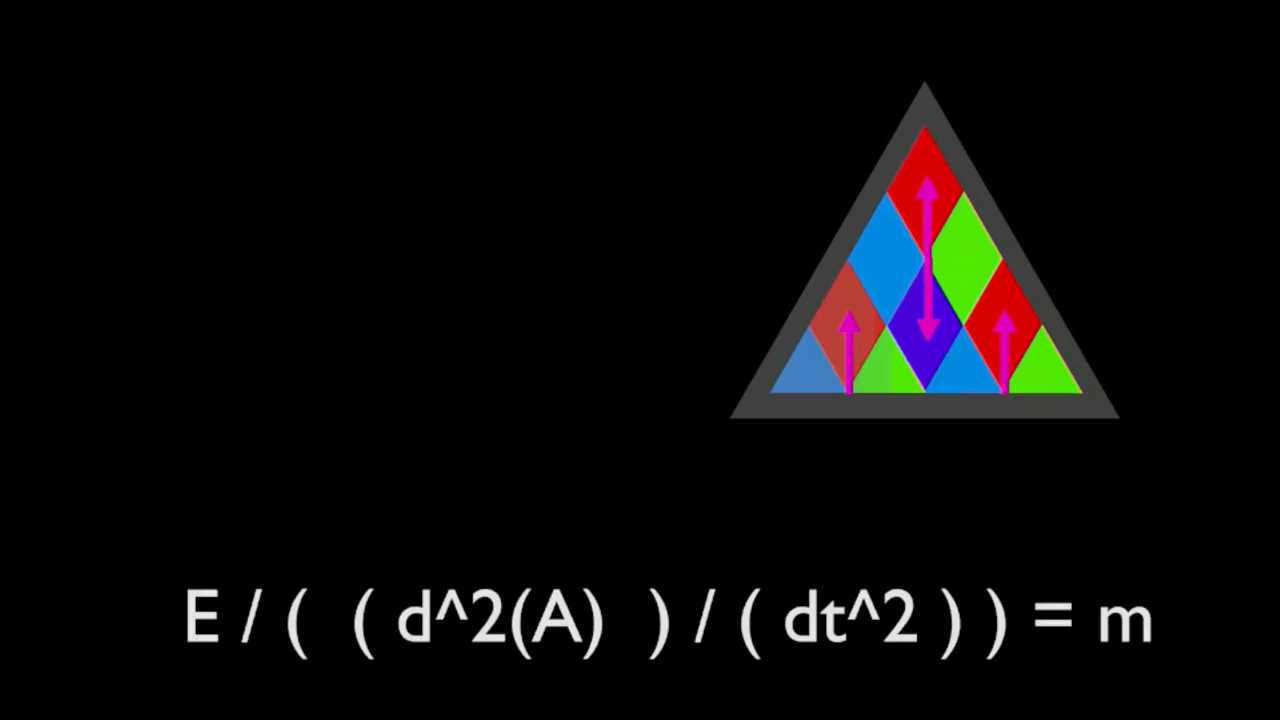 E / ( ( d^2(A) ) / ( dt^2 ) ) = m